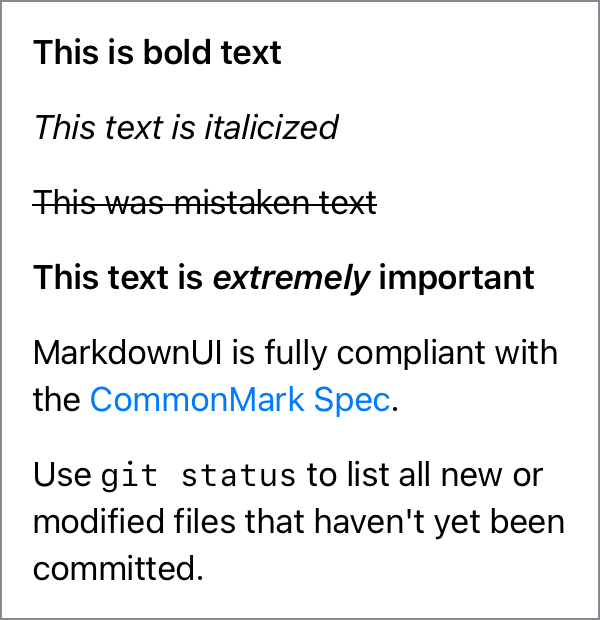 This is bold text
This text is italicized
This was mistaken text
This text is extremely important
MarkdownUI is fully compliant with
the CommonMark Spec.
Use git status to list all new or
modified files that haven't yet been
committed.